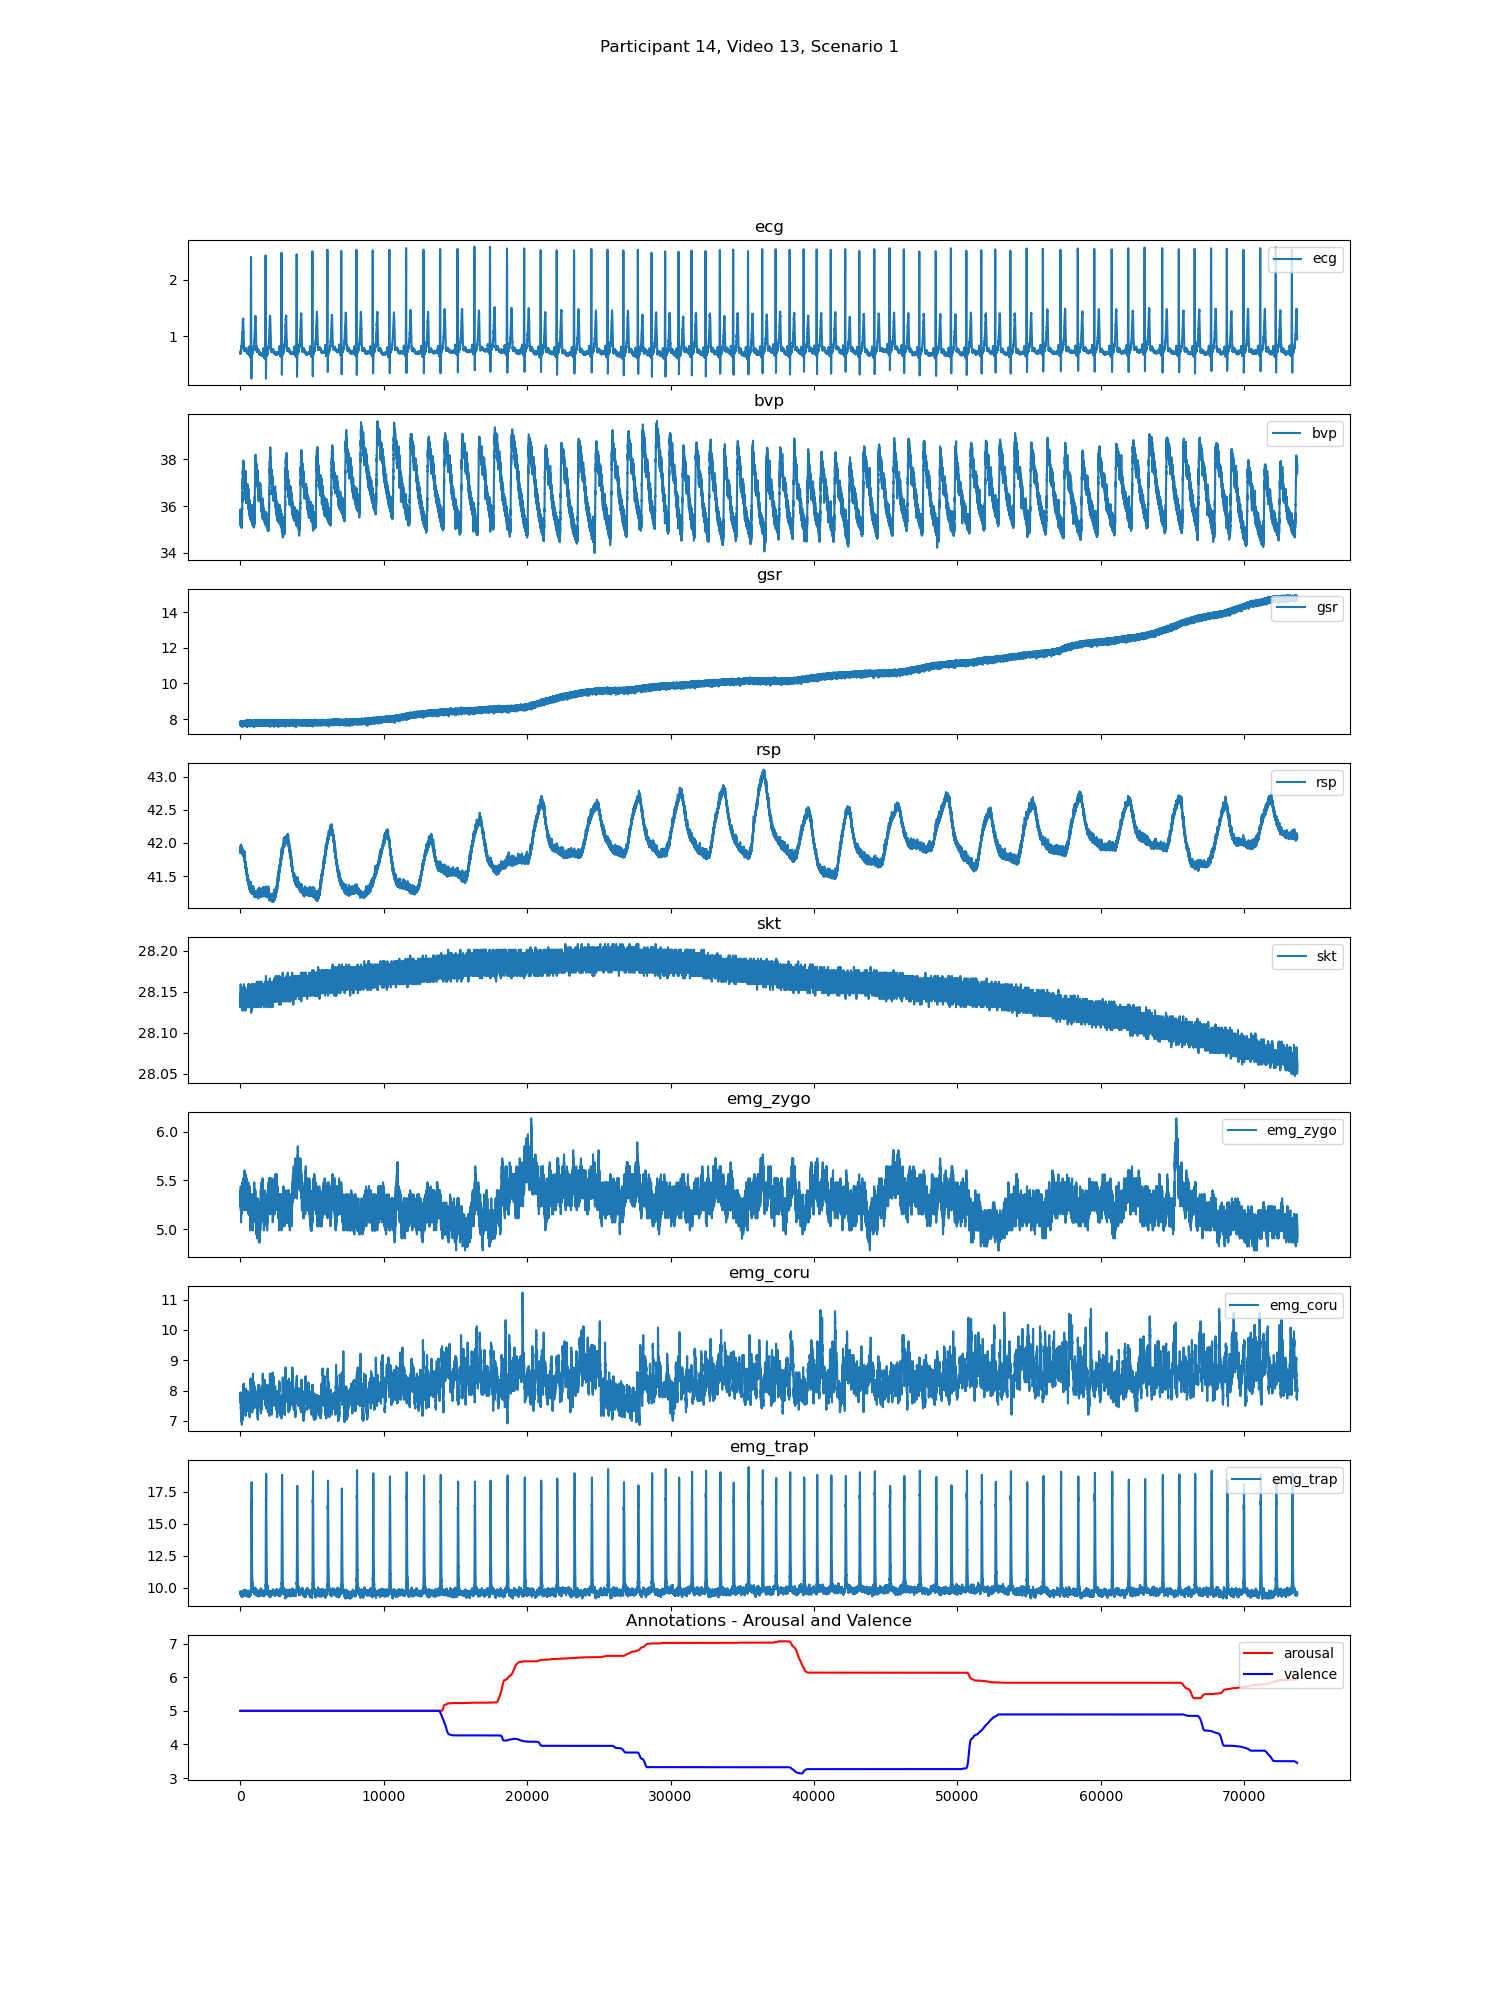 Participant 14, Video 13, Scenario 1
ecg
ecg
2
1
bvp
bvp
38
36
34
gsr
gsr
14
12
10
8
rsp
rsp
43.0
42.5
42.0
41.5
skt
skt
28.20
28.15
28.10
28.05
emg_zygo
emg_zygo
6.0
5.5
5.0
emg_coru
emg_coru
11
10
9
8
7
emg_trap
emg_trap
17.5
15.0
12.5
10.0
Annotations - Arousal and Valence
arousal
valence
7
6
5
4
3
0 10000 20000 30000 40000 50000 60000 70000